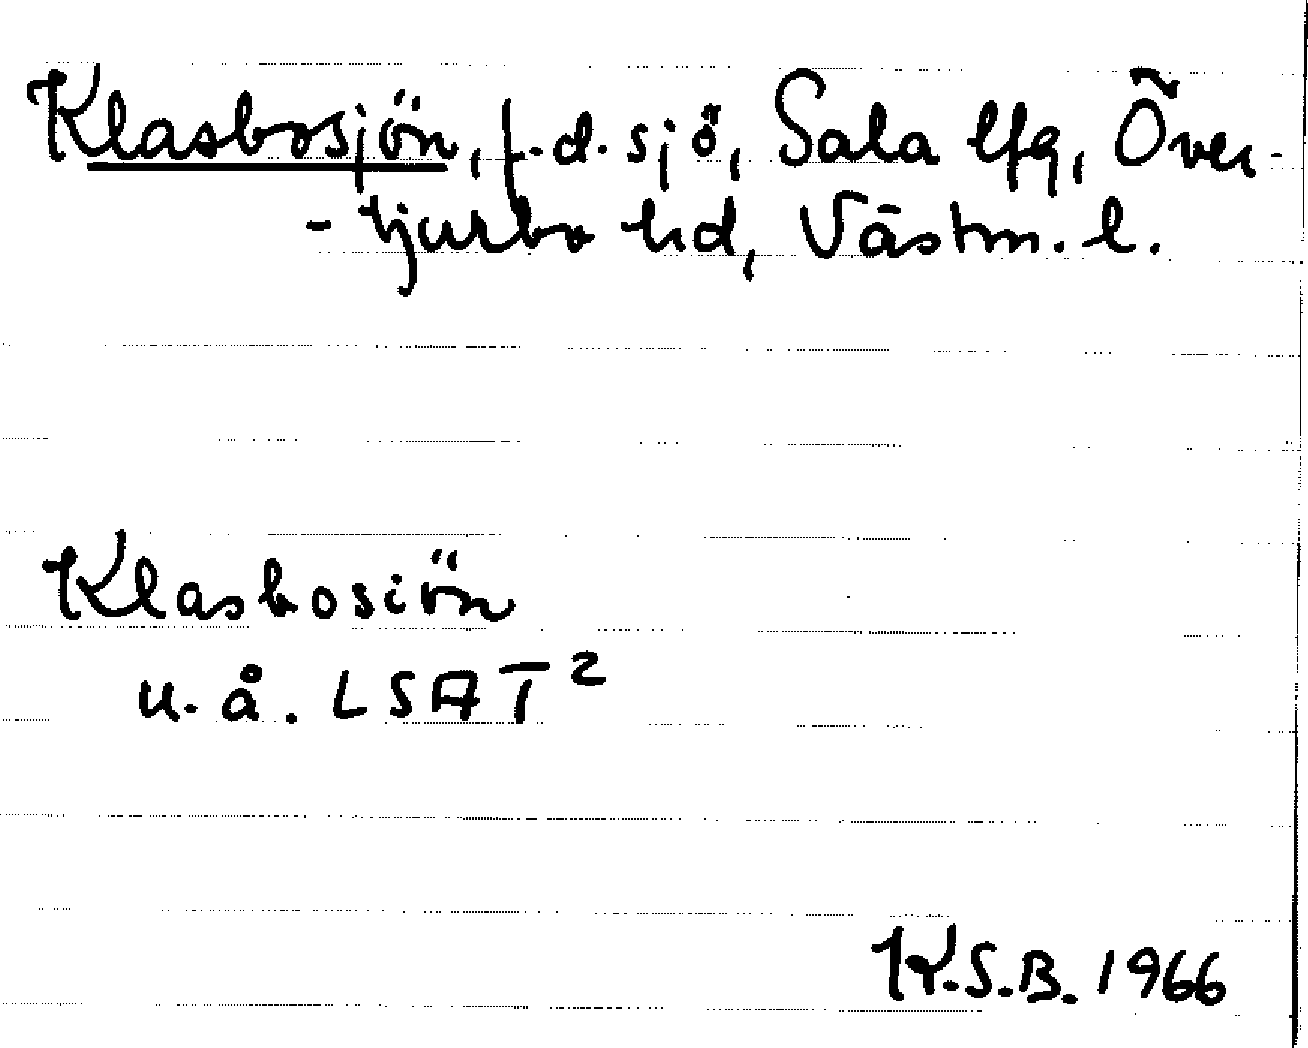 Klasbosjön, f.d. sjö, Sala lfg, Över-
- tjurbo hd, Västm. l.
Klasbosiön
u.å. LSAT²
K.S.B. 1966